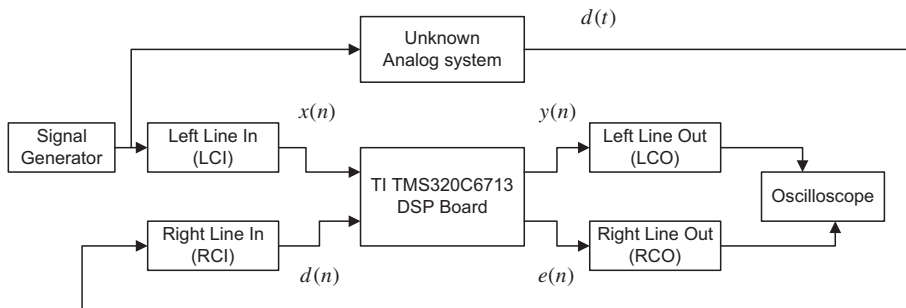 d(t)
Unknown
Analog system
x(n)
y(n)
Signal
Generator
Left Line In
(LCI)
Left Line Out
(LCO)
TI TMS320C6713
DSP Board
Oscilloscope
Right Line In
(RCI)
Right Line Out
(RCO)
d(n)
e(n)